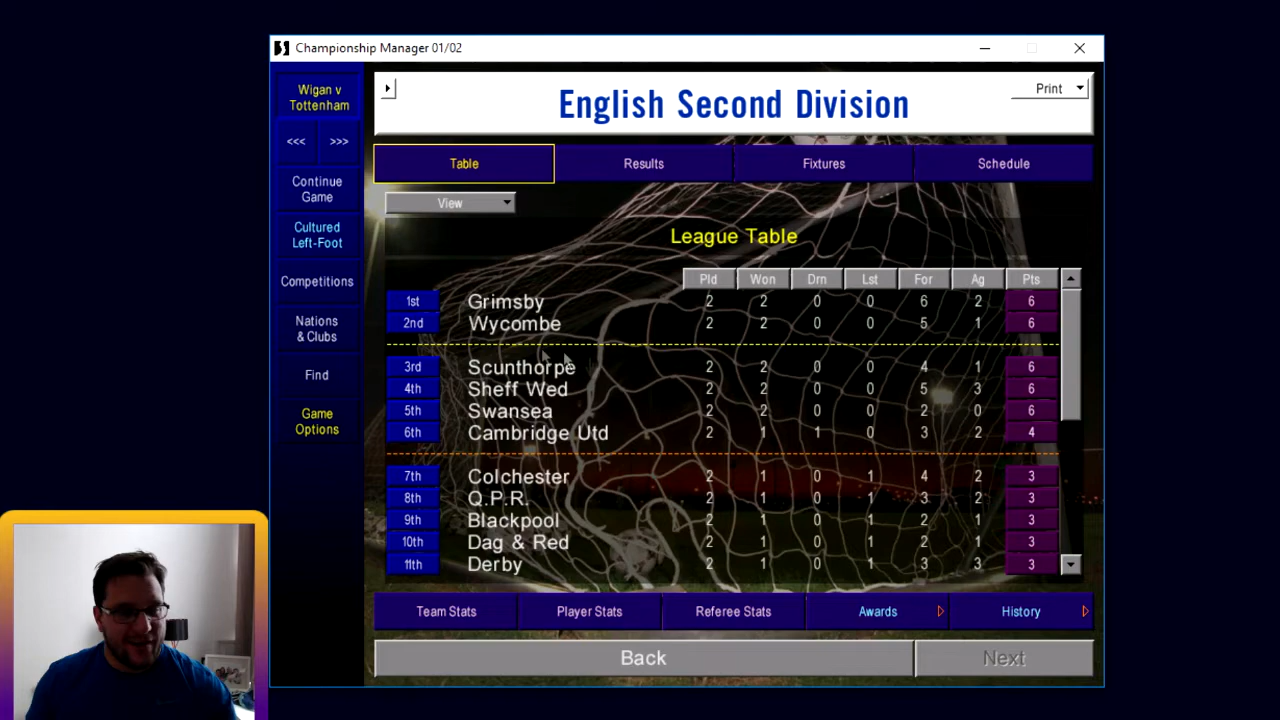 Championship Manager 01/02
Wigan v
Tottenham
<<< >>>
Continue
Game
Cultured
Left-Foot
Competitions
Nations
& Clubs
Find
Game
Options
English Second Division
Print
Table Results Fixtures Schedule
View
League Table
Pld Won Drn Lst For Ag Pts
1st Grimsby 2 2 0 0 6 2 6
2nd Wycombe 2 2 0 0 5 1 6
3rd Scunthorpe 2 2 0 0 4 1 6
4th Sheff Wed 2 2 0 0 5 3 6
5th Swansea 2 2 0 0 2 0 6
6th Cambridge Utd 2 1 1 0 3 2 4
7th Colchester 2 1 0 1 4 2 3
8th Q.P.R. 2 1 0 1 3 2 3
9th Blackpool 2 1 0 1 2 1 3
10th Dag & Red 2 1 0 1 2 1 3
11th Derby 2 1 0 1 3 3 3
Team Stats Player Stats Referee Stats Awards History
Back Next